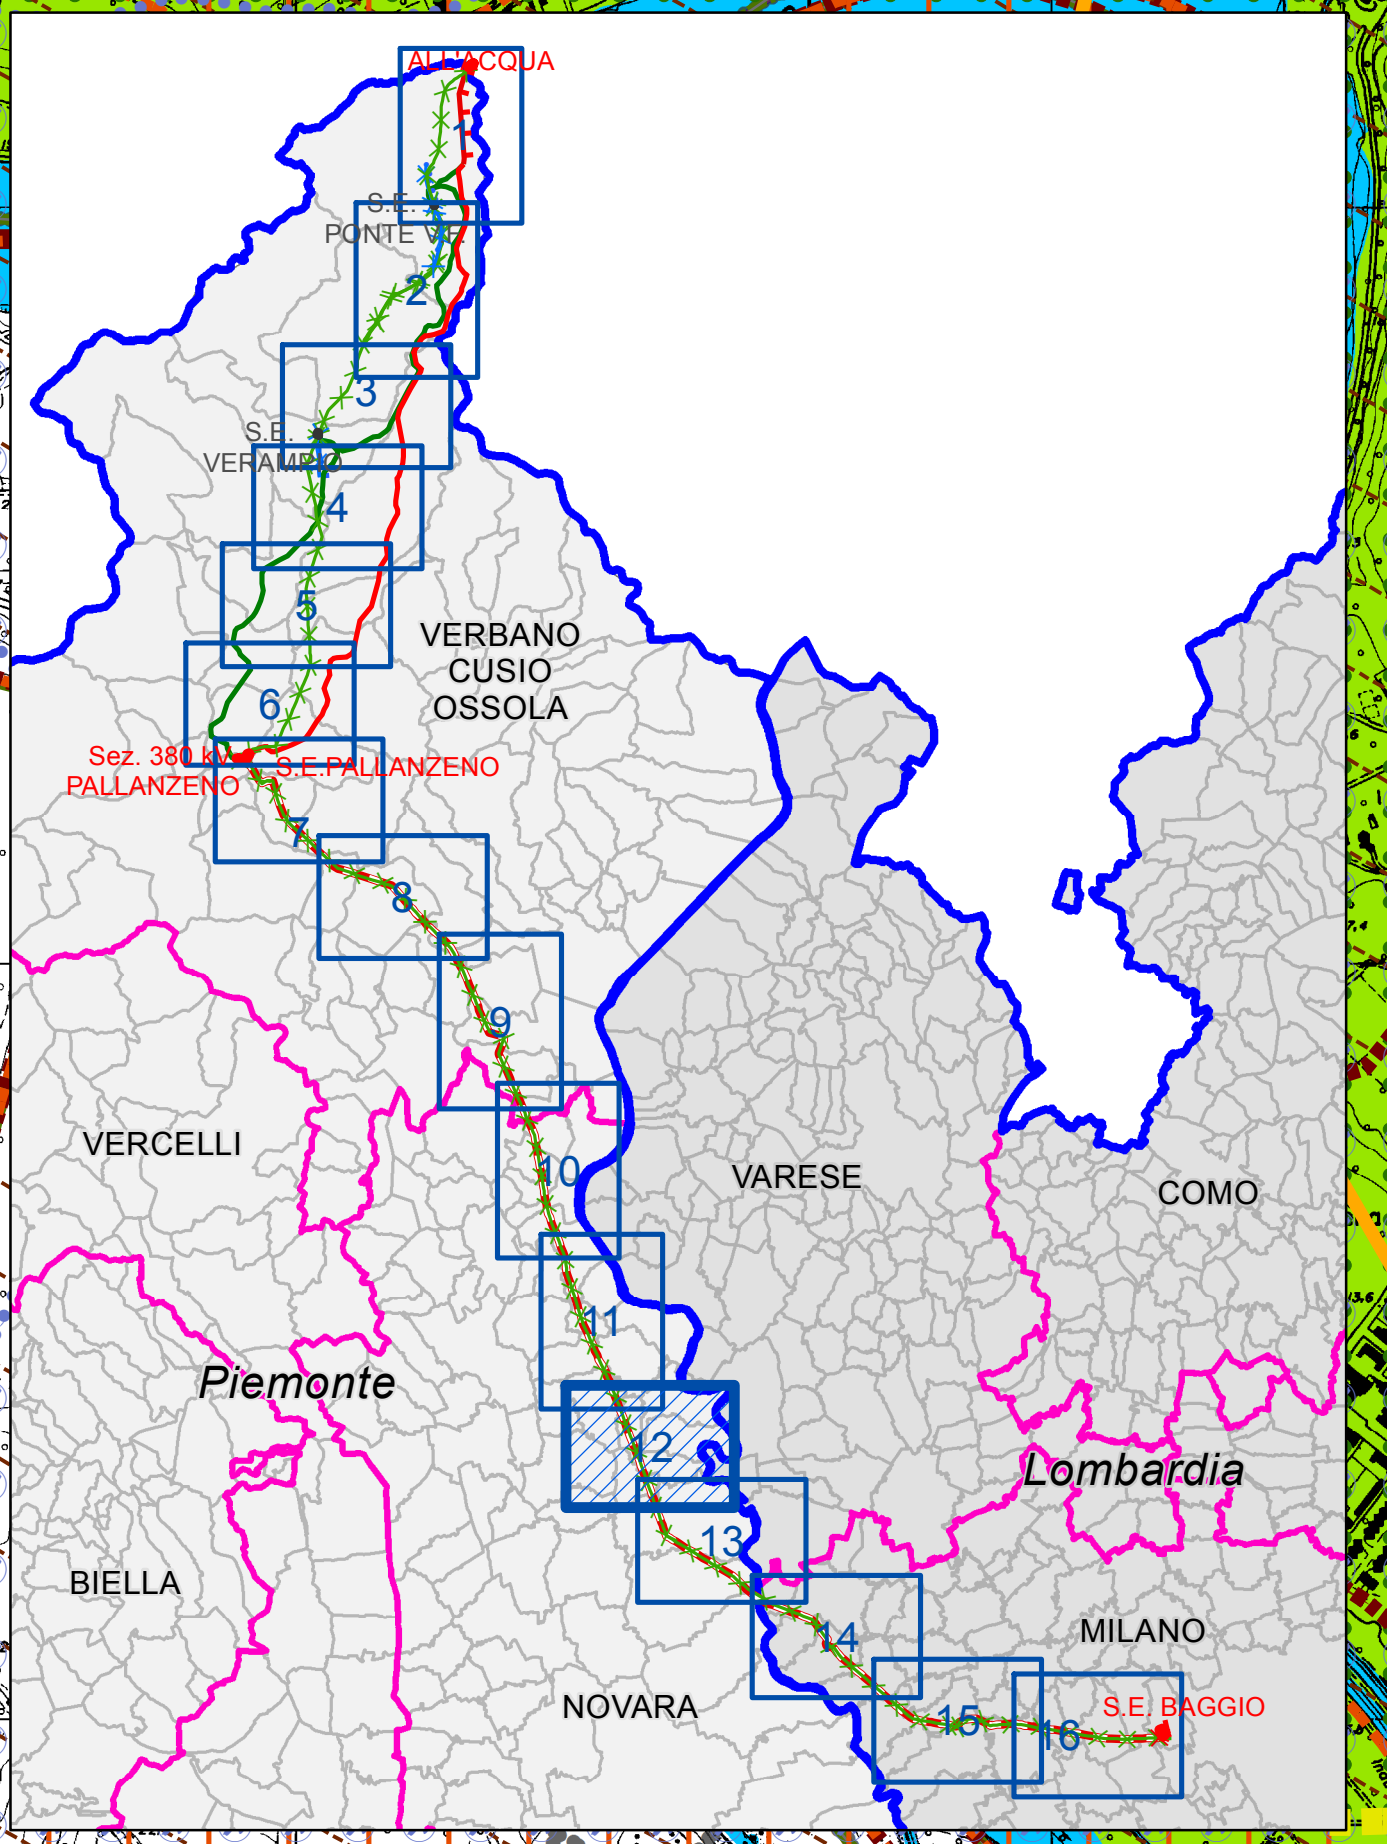 ALL'ACQUA
1
S.E.
PONTE V.F.
2
3
S.E.
VERAMPIO
4
5
VERBANO
CUSIO
OSSOLA
6
Sez. 380 kV
PALLANZENO
S.E.PALLANZENO
7
8
9
VERCELLI
10
VARESE
COMO
11
Piemonte
12
Lombardia
13
BIELLA
14
MILANO
NOVARA
15
16
S.E. BAGGIO